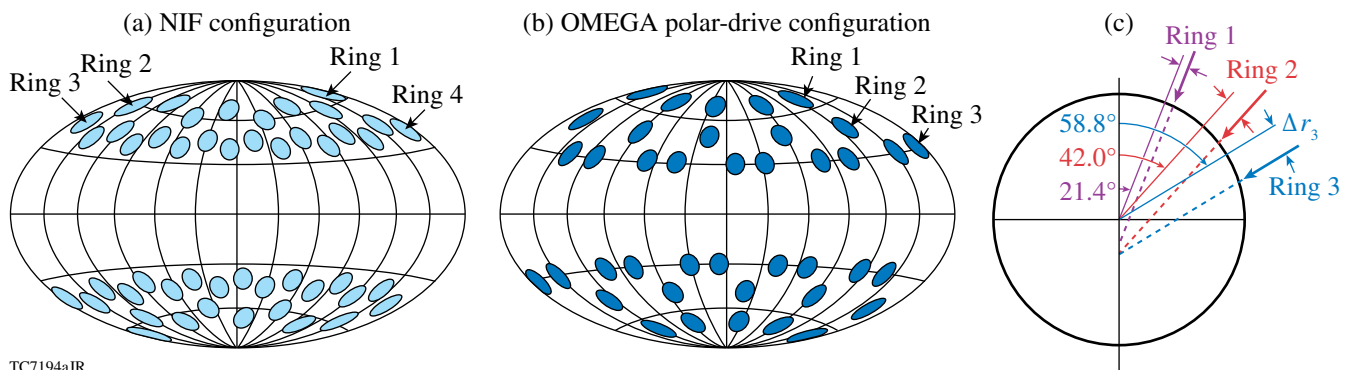 (a) NIF configuration
Ring 1
Ring 2
Ring 3
Ring 4
(b) OMEGA polar-drive configuration
Ring 1
Ring 2
Ring 3
(c)
Ring 1
Ring 2
Δr₃
58.8°
42.0°
21.4°
Ring 3
TC7194aJR